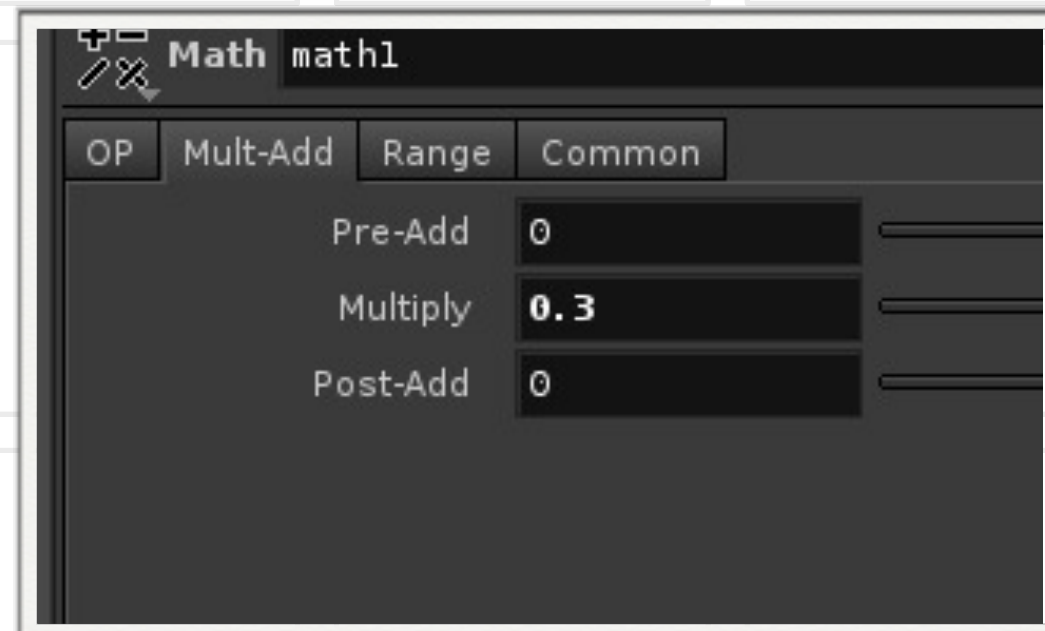 Math math1
OP Mult-Add Range Common
Pre-Add 0
Multiply 0.3
Post-Add 0